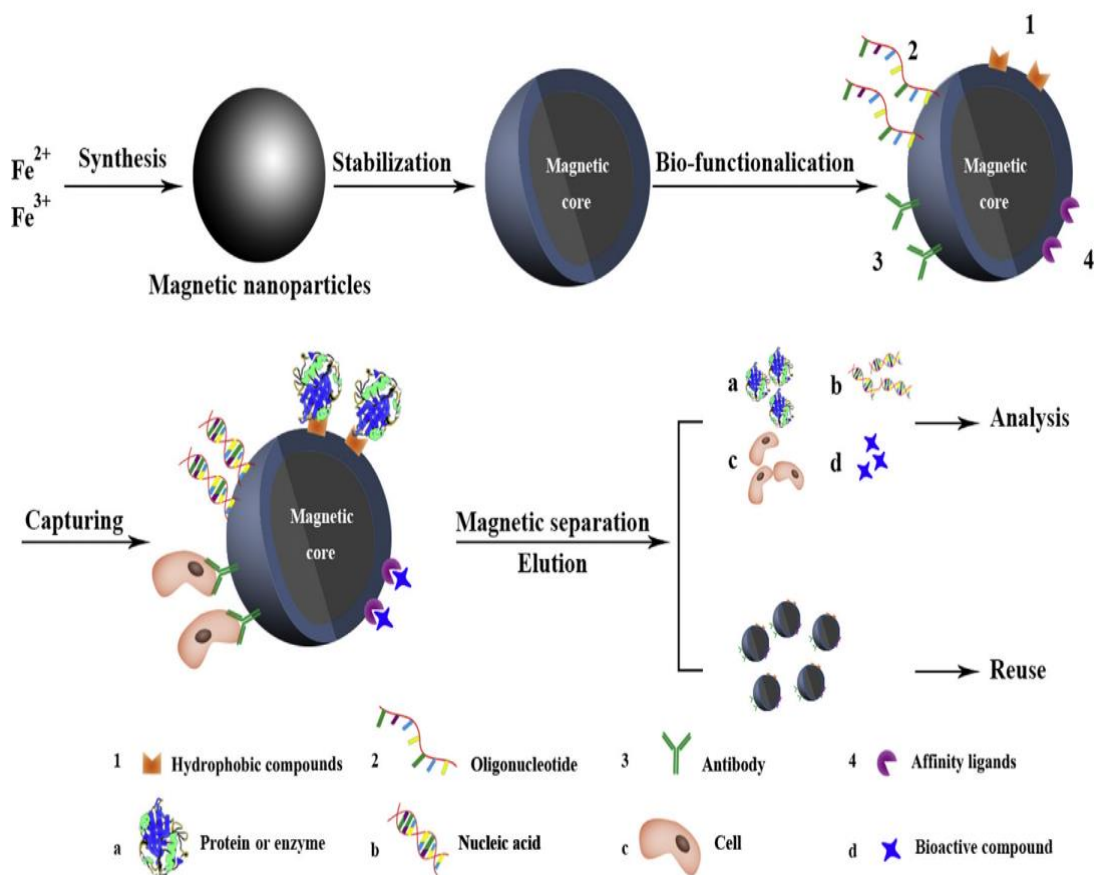 Fe2+
Fe3+
Synthesis
Magnetic nanoparticles
Stabilization
Magnetic
core
Bio-functionalication
2
1
Magnetic
core
3
4
Capturing
Magnetic
core
Magnetic separation
Elution
a
b
c
d
Analysis
Reuse
1 Hydrophobic compounds 2 Oligonucleotide 3 Antibody 4 Affinity ligands
a Protein or enzyme b Nucleic acid c Cell d Bioactive compound